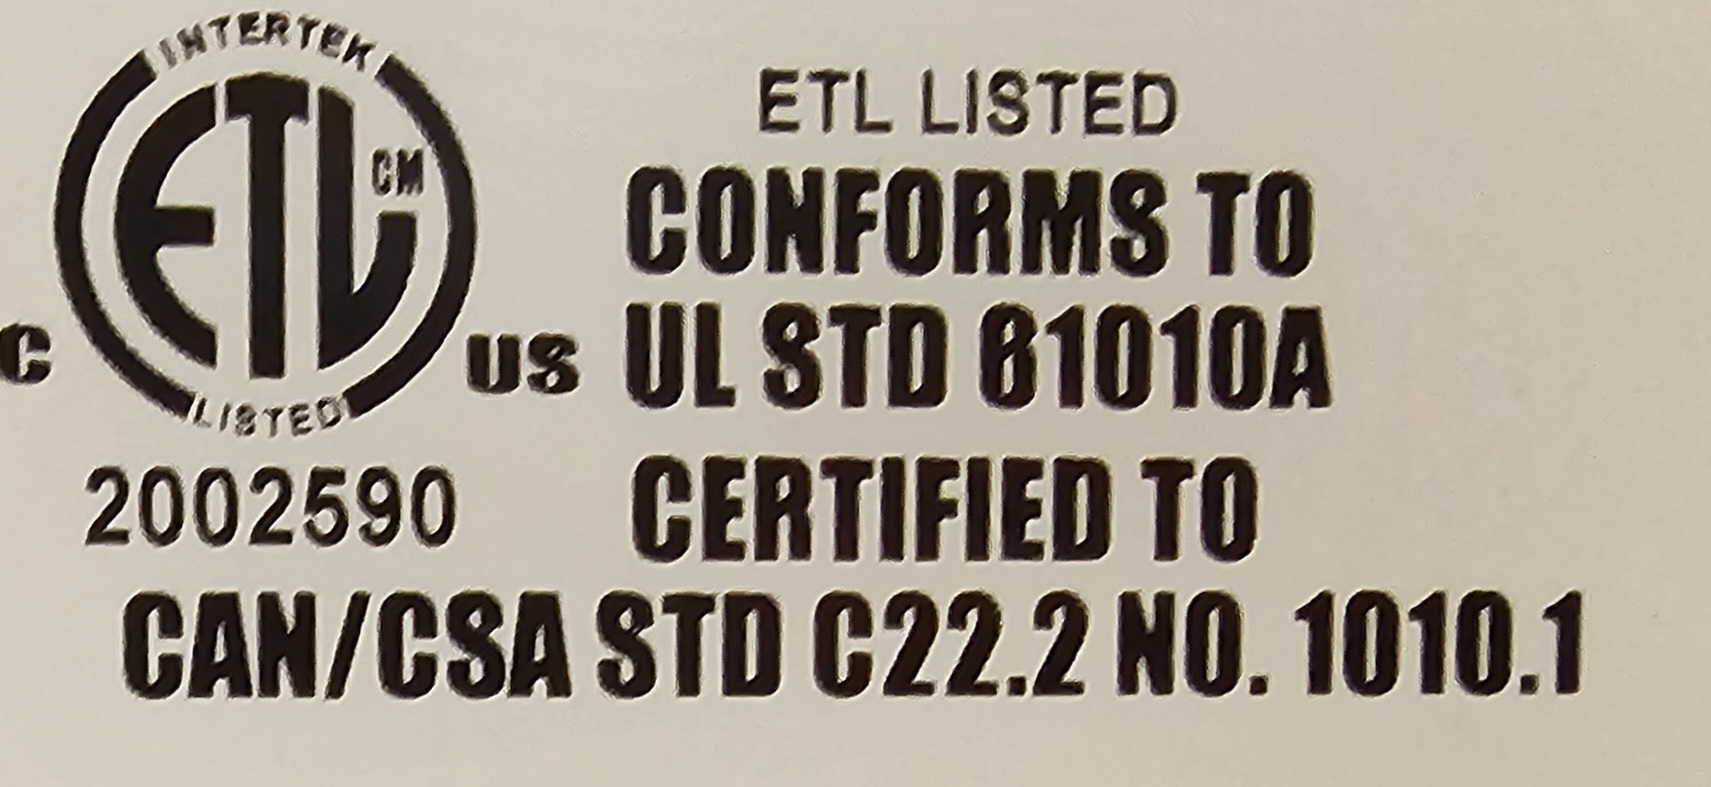 INTERTEK
ETL CM
C US
LISTED
2002590
ETL LISTED
CONFORMS TO
UL STD 61010A
CERTIFIED TO
CAN/CSA STD C22.2 NO. 1010.1